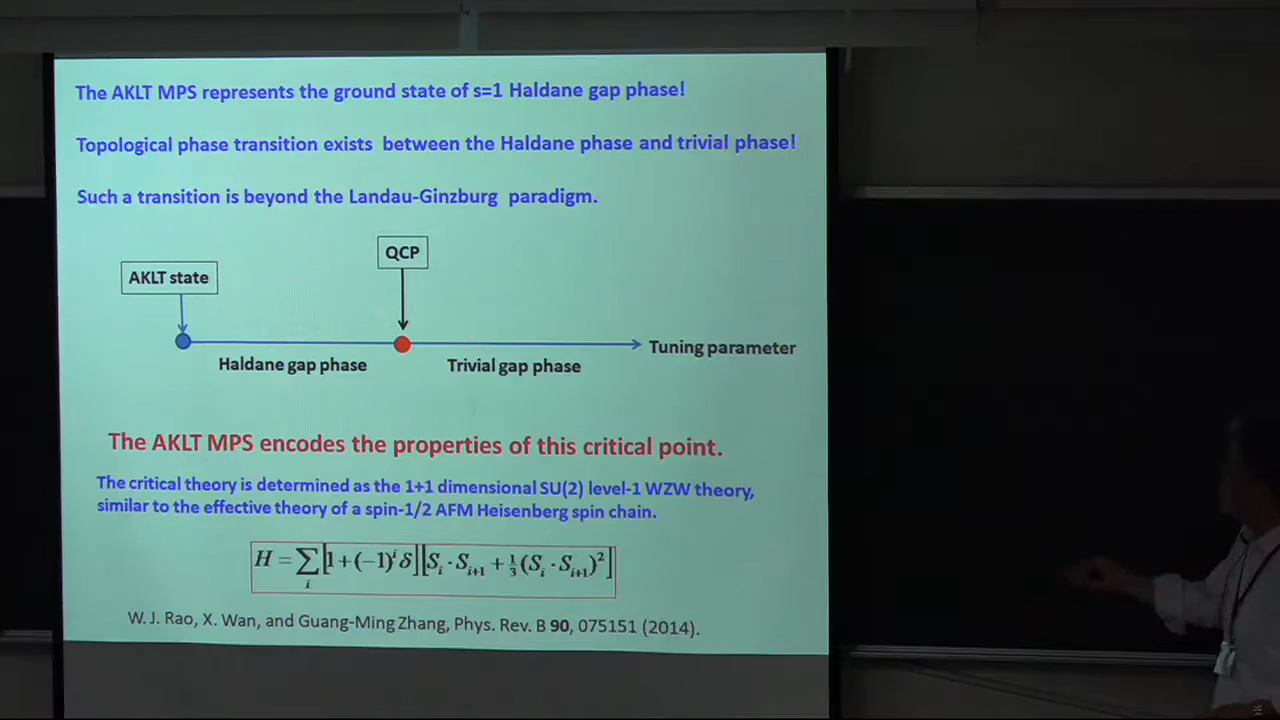 The AKLT MPS represents the ground state of s=1 Haldane gap phase!
Topological phase transition exists between the Haldane phase and trivial phase!
Such a transition is beyond the Landau-Ginzburg paradigm.
QCP
AKLT state
Tuning parameter
Haldane gap phase
Trivial gap phase
The AKLT MPS encodes the properties of this critical point.
The critical theory is determined as the 1+1 dimensional SU(2) level-1 WZW theory,
similar to the effective theory of a spin-1/2 AFM Heisenberg spin chain.
H = ∑_i [1+(−1)^i δ][S_i · S_{i+1} + ⅓(S_i · S_{i+1})²]
W. J. Rao, X. Wan, and Guang-Ming Zhang, Phys. Rev. B 90, 075151 (2014).